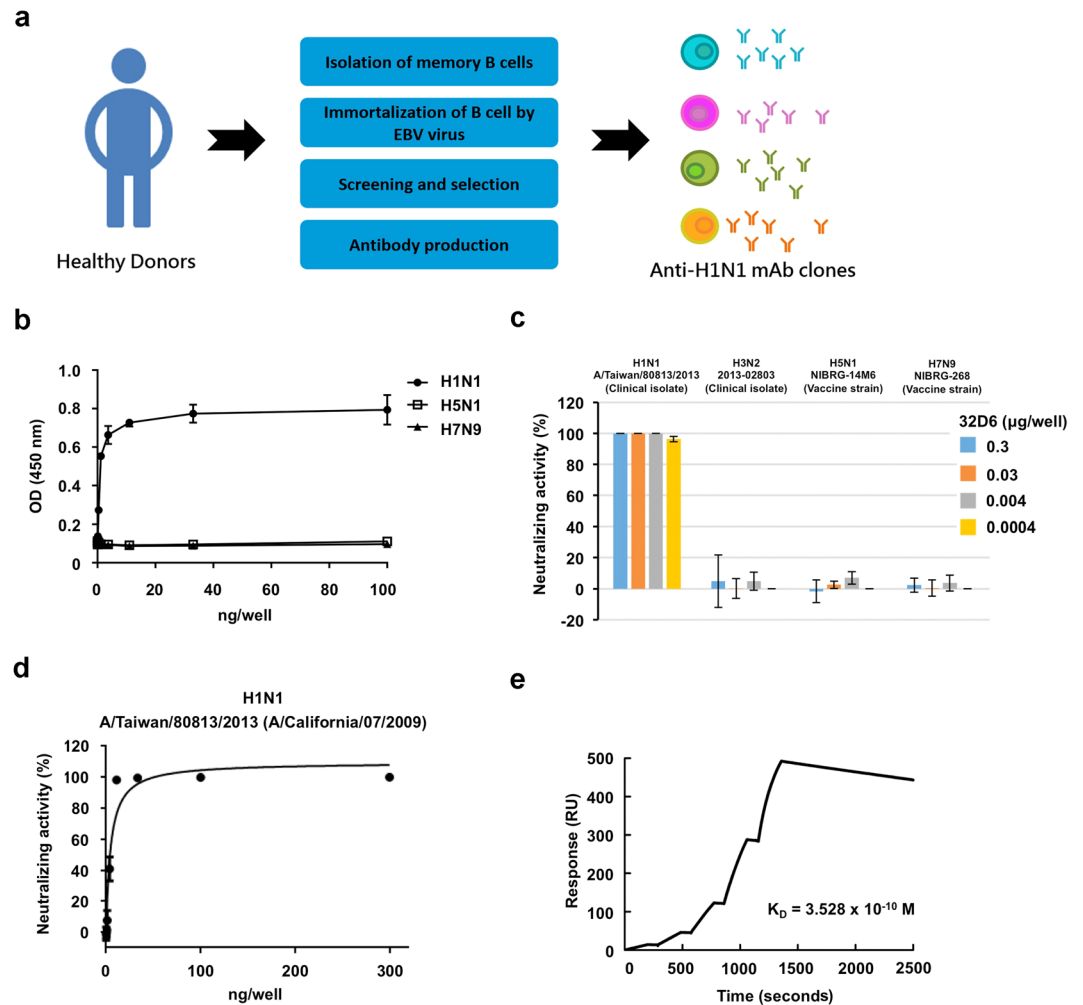 a
Healthy Donors
Isolation of memory B cells
Immortalization of B cell by
EBV virus
Screening and selection
Antibody production
Anti-H1N1 mAb clones
b
1.0
0.8
0.6
0.4
0.2
0
OD (450 nm)
0 20 40 60 80 100
ng/well
H1N1
H5N1
H7N9
c
H1N1
A/Taiwan/80813/2013
(Clinical isolate)
H3N2
2013-02803
(Clinical isolate)
H5N1
NIBRG-14M6
(Vaccine strain)
H7N9
NIBRG-268
(Vaccine strain)
120
100
80
60
40
20
0
-20
Neutralizing activity (%)
32D6 (µg/well)
0.3
0.03
0.004
0.0004
d
H1N1
A/Taiwan/80813/2013 (A/California/07/2009)
120
100
80
60
40
20
0
Neutralizing activity (%)
0 100 200 300
ng/well
e
500
400
300
200
100
0
Response (RU)
K_D = 3.528 x 10⁻¹⁰ M
0 500 1000 1500 2000 2500
Time (seconds)